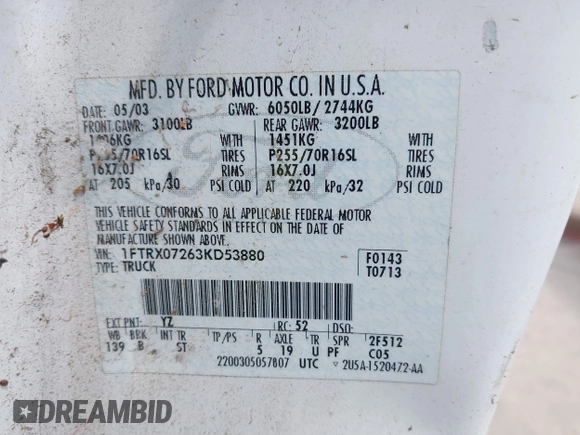 MFD. BY FORD MOTOR CO. IN U.S.A.
DATE: 05/03 GVWR: 6050LB/ 2744KG
FRONT GAWR: 3100LB REAR GAWR: 3200LB
WITH 1451KG WITH
P255/70R16SL TIRES P255/70R16SL TIRES
16X7.0J RIMS 16X7.0J RIMS
AT 205 kPa/30 PSI COLD AT 220 kPa/32 PSI COLD
THIS VEHICLE CONFORMS TO ALL APPLICABLE FEDERAL MOTOR
VEHICLE SAFETY STANDARDS IN EFFECT ON THE DATE OF
MANUFACTURE SHOWN ABOVE.
VIN: 1FTRX07263KD53880 F0143
TYPE: TRUCK T0713
EXT PNT: YZ RC: 52 DSO:
WB BRK INT TR TP/PS R AXLE TR SPR 2F512
139 B ST 5 19 U PF C05
2200305057807 UTC 2U5A-1520472-AA
Ford
DREAMBID.COM